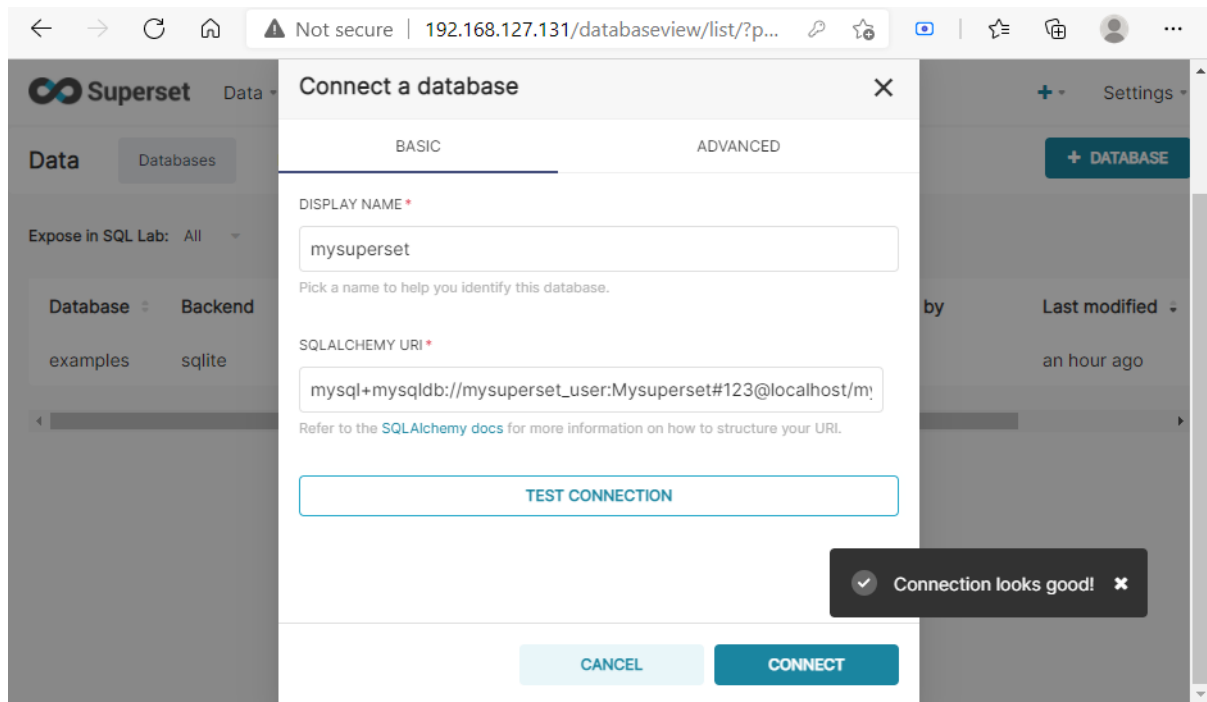 Not secure | 192.168.127.131/databaseview/list/?p...
Superset Data Settings
Connect a database
BASIC ADVANCED
Data Databases + DATABASE
DISPLAY NAME *
mysuperset
Expose in SQL Lab: All
Pick a name to help you identify this database.
Database Backend by Last modified
SQLALCHEMY URI *
examples sqlite an hour ago
mysql+mysqldb://mysuperset_user:Mysuperset#123@localhost/my
Refer to the SQLAlchemy docs for more information on how to structure your URI.
TEST CONNECTION
Connection looks good!
CANCEL CONNECT